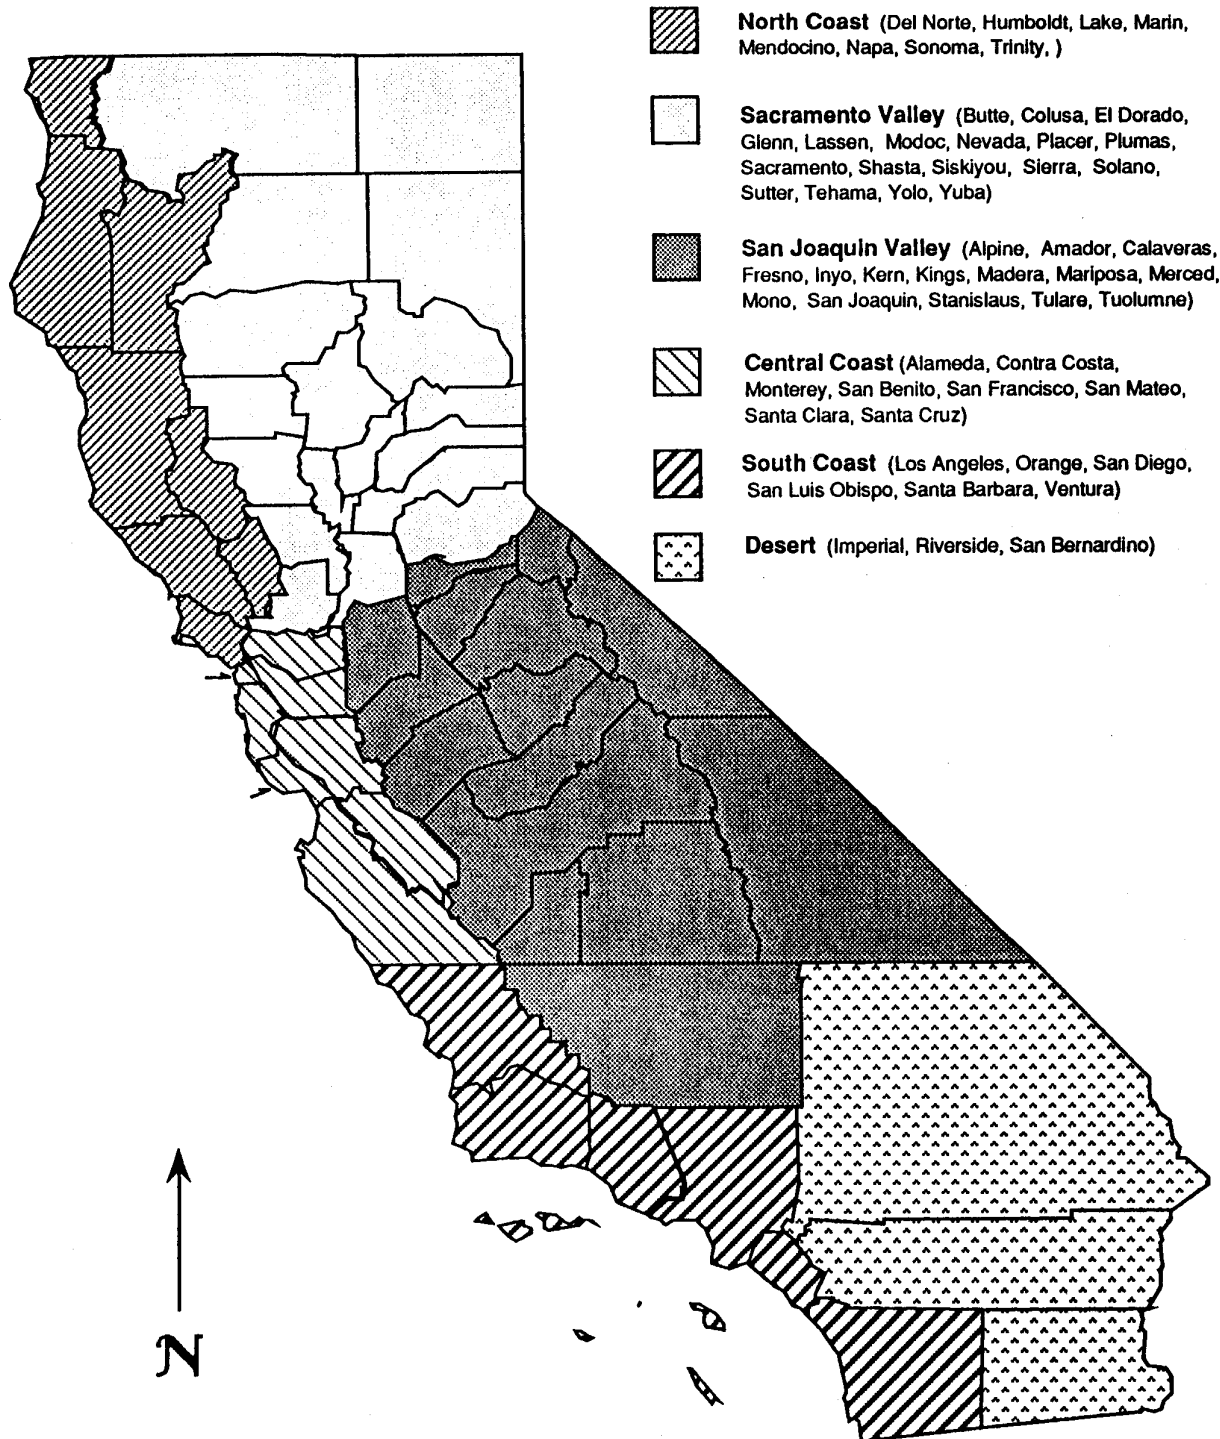 North Coast (Del Norte, Humboldt, Lake, Marin,
Mendocino, Napa, Sonoma, Trinity, )
Sacramento Valley (Butte, Colusa, El Dorado,
Glenn, Lassen, Modoc, Nevada, Placer, Plumas,
Sacramento, Shasta, Siskiyou, Sierra, Solano,
Sutter, Tehama, Yolo, Yuba)
San Joaquin Valley (Alpine, Amador, Calaveras,
Fresno, Inyo, Kern, Kings, Madera, Mariposa, Merced,
Mono, San Joaquin, Stanislaus, Tulare, Tuolumne)
Central Coast (Alameda, Contra Costa,
Monterey, San Benito, San Francisco, San Mateo,
Santa Clara, Santa Cruz)
South Coast (Los Angeles, Orange, San Diego,
San Luis Obispo, Santa Barbara, Ventura)
Desert (Imperial, Riverside, San Bernardino)
N